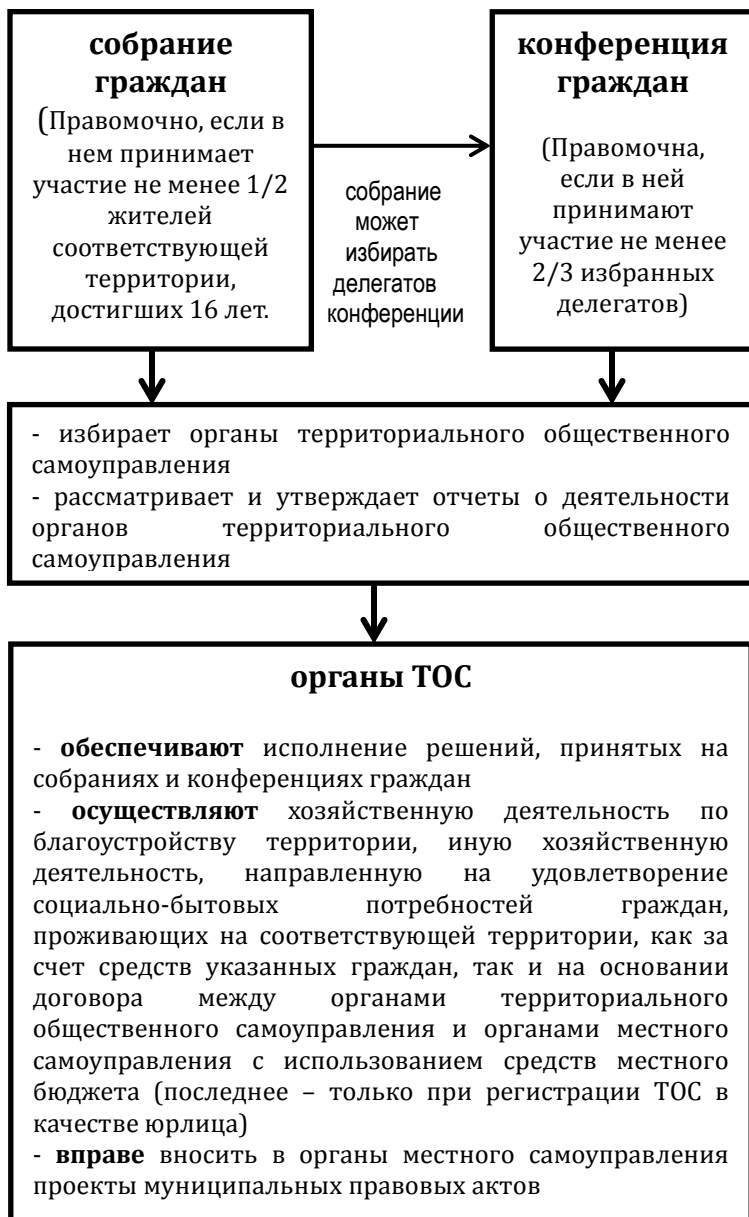 собрание
граждан
(Правомочно, если в
нем принимает
участие не менее 1/2
жителей
соответствующей
территории,
достигших 16 лет.
собрание
может
избирать
делегатов
конференции
конференция
граждан
(Правомочна,
если в ней
принимают
участие не менее
2/3 избранных
делегатов)
- избирает органы территориального общественного
самоуправления
- рассматривает и утверждает отчеты о деятельности
органов территориального общественного
самоуправления
органы ТОС
- обеспечивают исполнение решений, принятых на
собраниях и конференциях граждан
- осуществляют хозяйственную деятельность по
благоустройству территории, иную хозяйственную
деятельность, направленную на удовлетворение
социально-бытовых потребностей граждан,
проживающих на соответствующей территории, как за
счет средств указанных граждан, так и на основании
договора между органами территориального
общественного самоуправления и органами местного
самоуправления с использованием средств местного
бюджета (последнее – только при регистрации ТОС в
качестве юрлица)
- вправе вносить в органы местного самоуправления
проекты муниципальных правовых актов